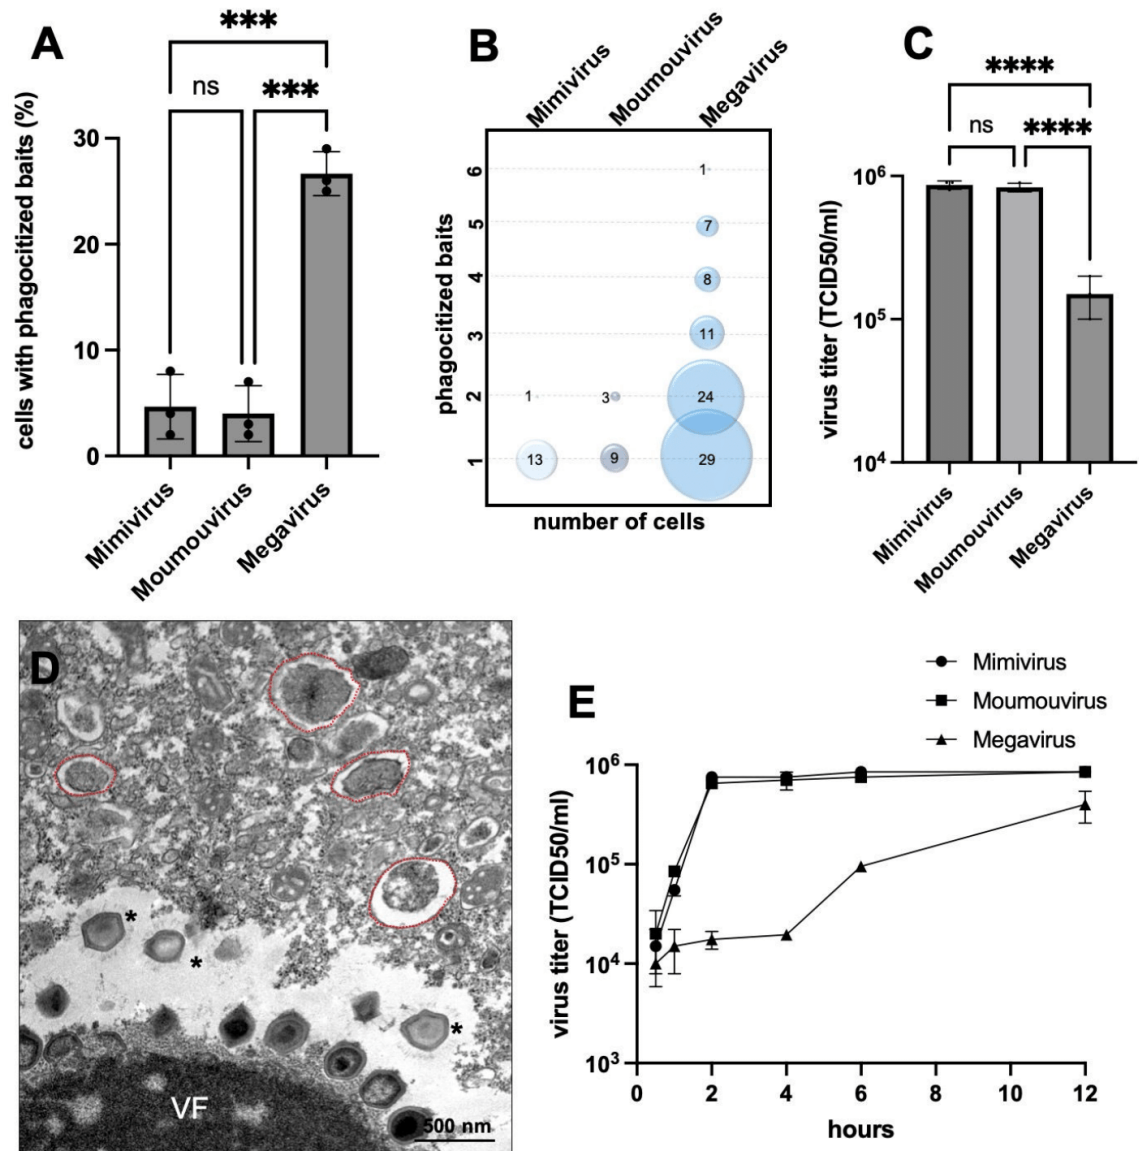 A
***
ns
***
cells with phagocitized baits (%)
30
20
10
0
Mimivirus
Moumouvirus
Megavirus
B
Mimivirus
Moumouvirus
Megavirus
phagocitized baits
6
1
5
7
4
8
3
11
2
1
3
24
1
13
9
29
number of cells
C
****
ns
****
virus titer (TCID50/ml)
10⁶
10⁵
10⁴
Mimivirus
Moumouvirus
Megavirus
D
*
*
*
VF
500 nm
E
Mimivirus
Moumouvirus
Megavirus
virus titer (TCID50/ml)
10⁶
10⁵
10⁴
10³
0 2 4 6 8 10 12
hours